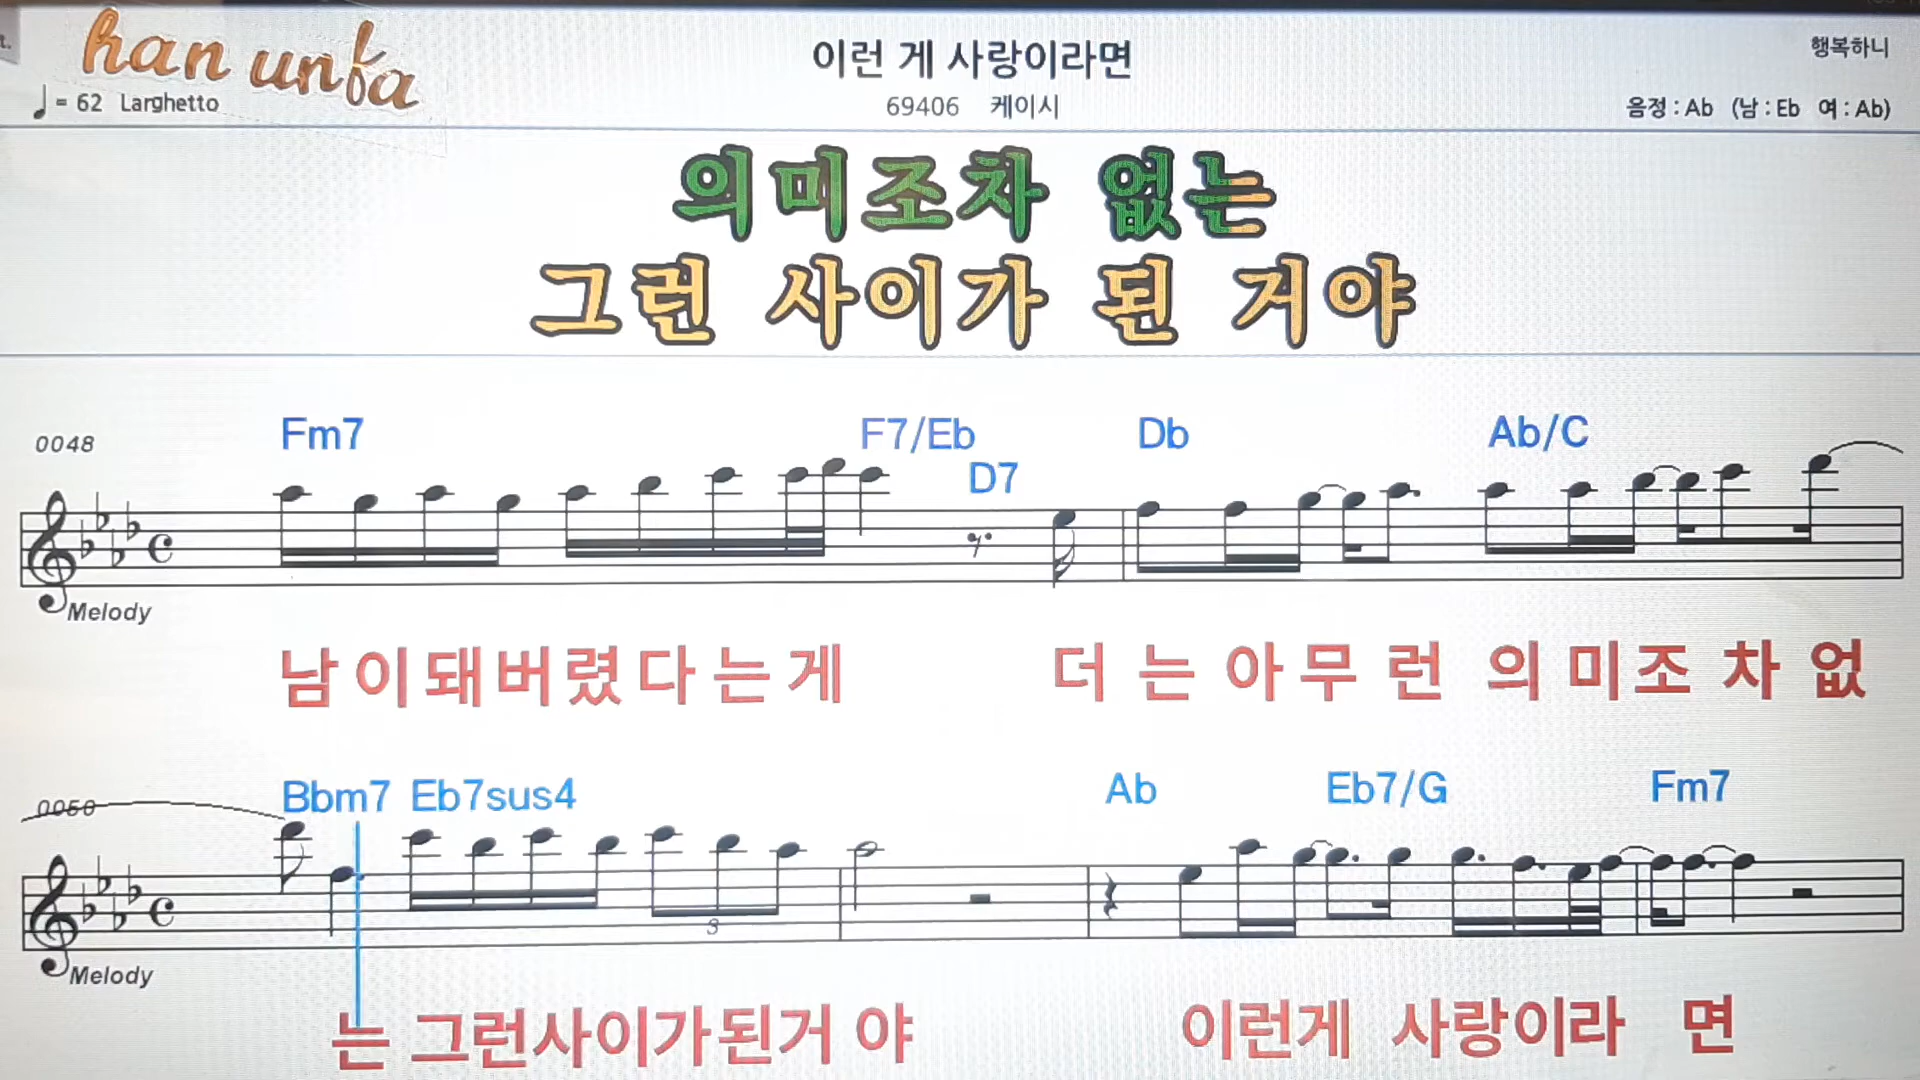 han unfa
이런 게 사랑이라면
행복하니
♩= 62 Larghetto
69406 케이시
음정 : Ab (남 : Eb 여 : Ab)
의미조차 없는
그런 사이가 된 거야
0048
Fm7 F7/Eb D7 Db Ab/C
Melody
남이돼버렸다는게 더는아무런 의미조차없
0050
Bbm7 Eb7sus4 Ab Eb7/G Fm7
3
Melody
는 그런사이가된거야 이런게 사랑이라 면